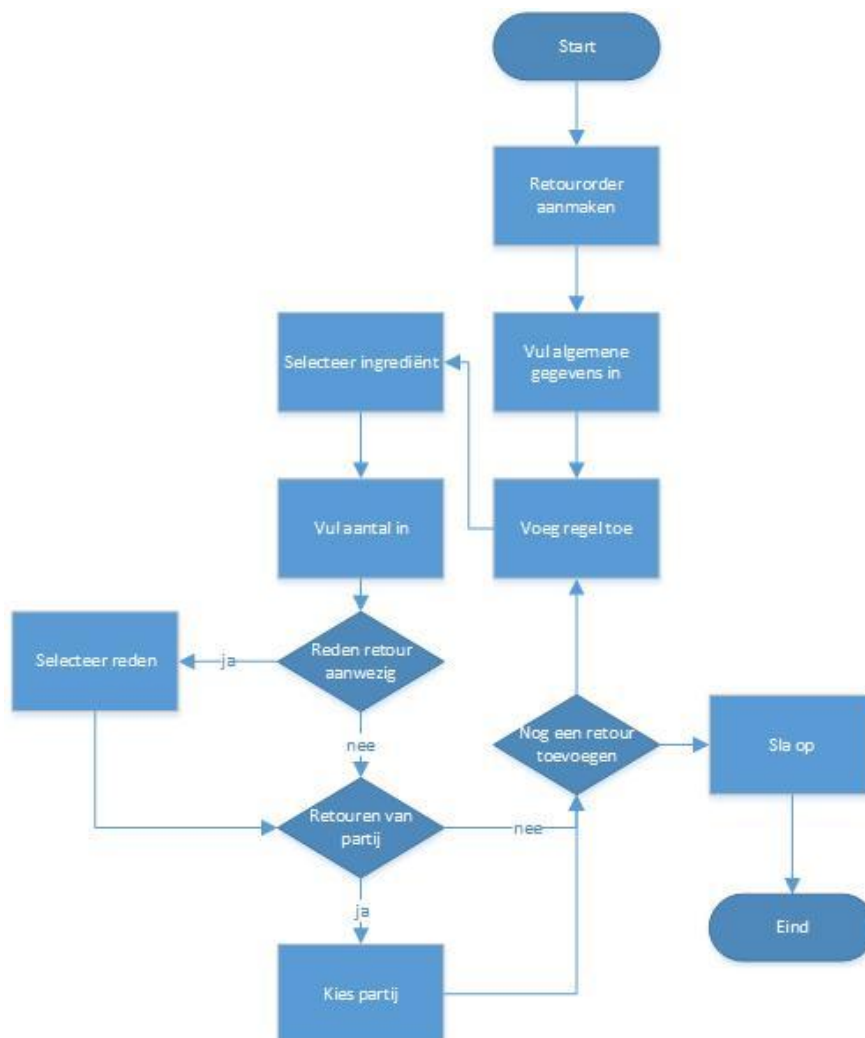 Start
Retourorder
aanmaken
Vul algemene
gegevens in
Voeg regel toe
Selecteer ingrediënt
Vul aantal in
Reden retour
aanwezig
ja
Selecteer reden
nee
Retouren van
partij
nee
ja
Kies partij
Nog een retour
toevoegen
Sla op
Eind